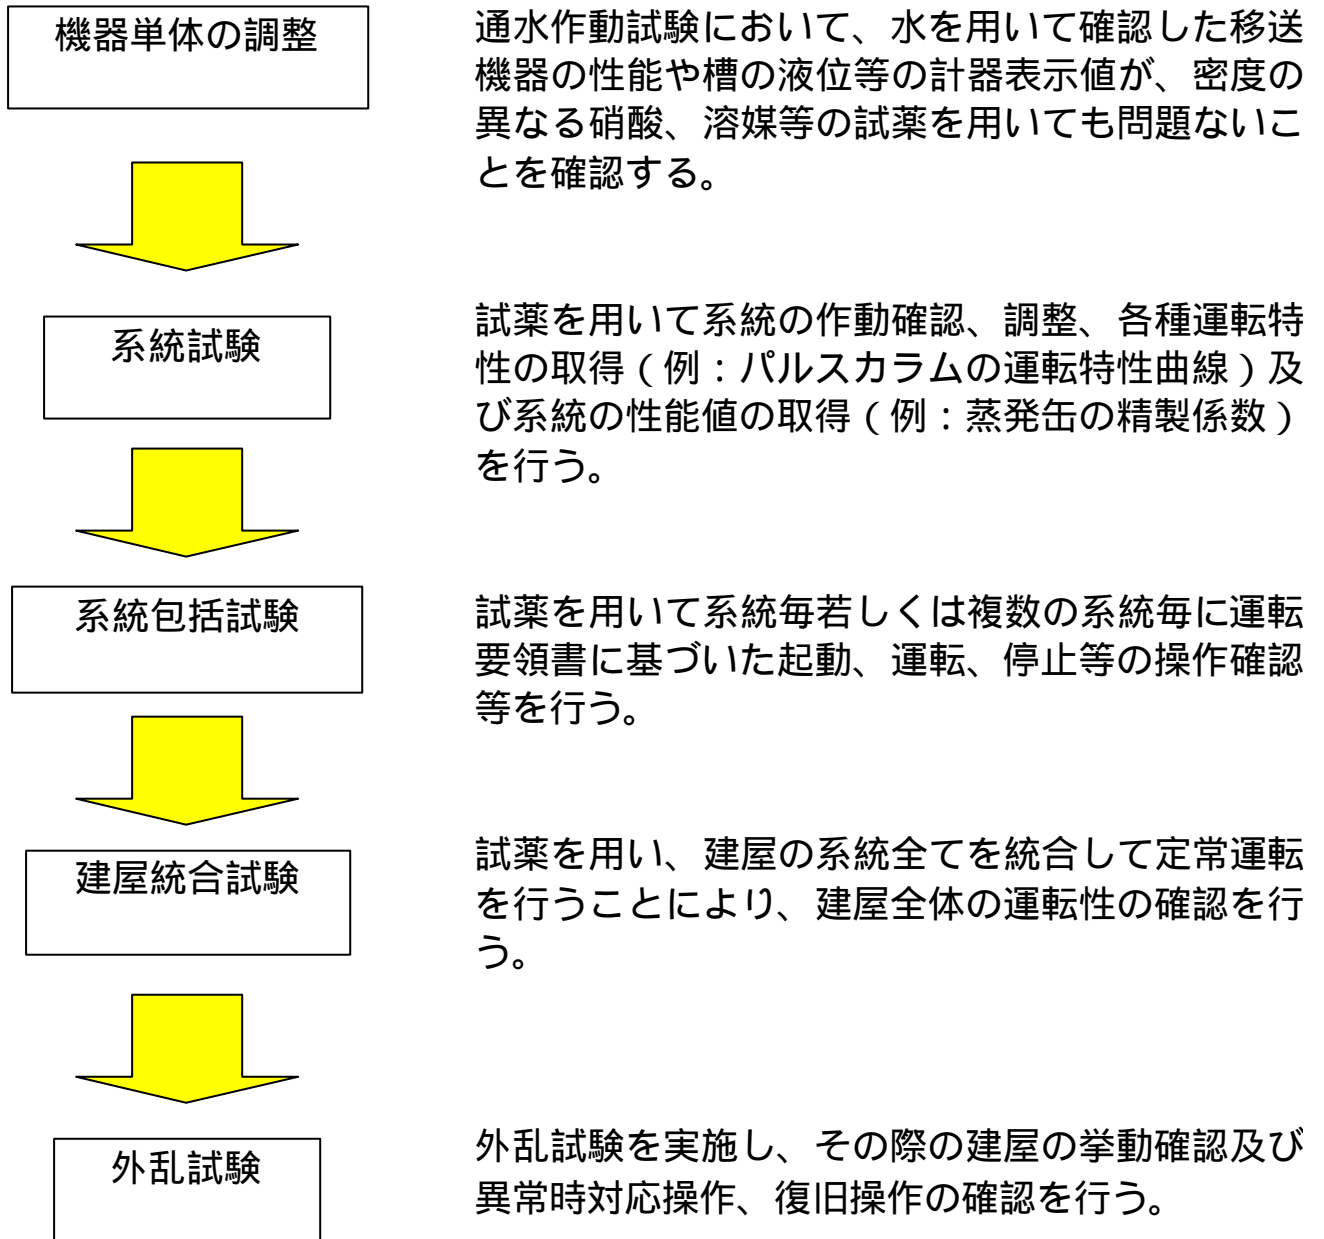 機器単体の調整
通水作動試験において、水を用いて確認した移送
機器の性能や槽の液位等の計器表示値が、密度の
異なる硝酸、溶媒等の試薬を用いても問題ないこ
とを確認する。
系統試験
試薬を用いて系統の作動確認、調整、各種運転特
性の取得（例：パルスカラムの運転特性曲線）及
び系統の性能値の取得（例：蒸発缶の精製係数）
を行う。
系統包括試験
試薬を用いて系統毎若しくは複数の系統毎に運転
要領書に基づいた起動、運転、停止等の操作確認
等を行う。
建屋統合試験
試薬を用い、建屋の系統全てを統合して定常運転
を行うことにより、建屋全体の運転性の確認を行
う。
外乱試験
外乱試験を実施し、その際の建屋の挙動確認及び
異常時対応操作、復旧操作の確認を行う。